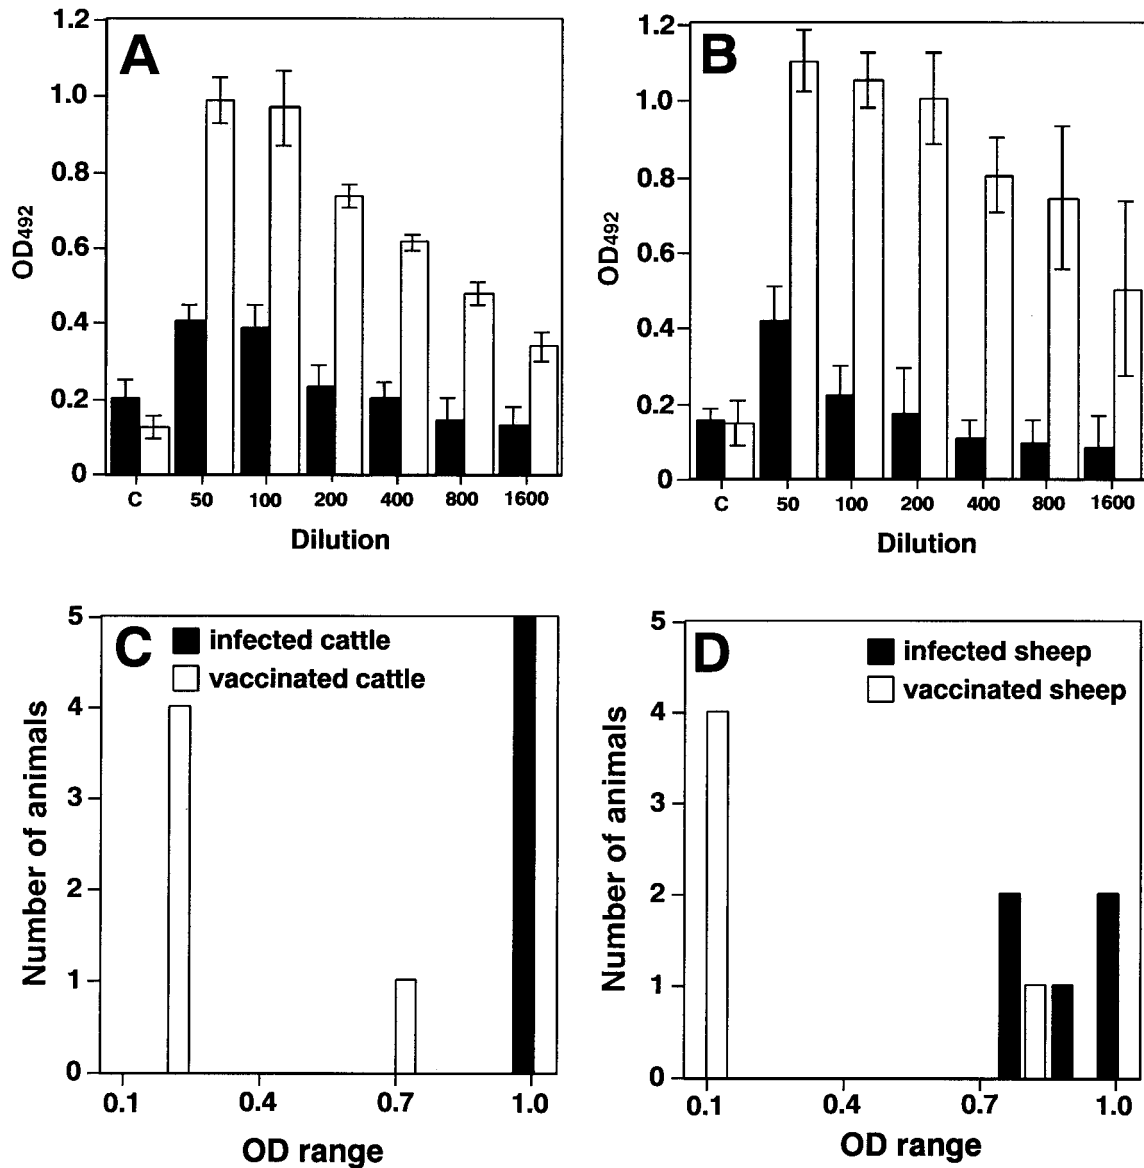 A
1.2
1.0
0.8
0.6
0.4
0.2
0
OD492
C 50 100 200 400 800 1600
Dilution
B
1.2
1.0
0.8
0.6
0.4
0.2
0
OD492
C 50 100 200 400 800 1600
Dilution
C
infected cattle
vaccinated cattle
5
4
3
2
1
0
Number of animals
0.1 0.4 0.7 1.0
OD range
D
infected sheep
vaccinated sheep
5
4
3
2
1
0
Number of animals
0.1 0.4 0.7 1.0
OD range